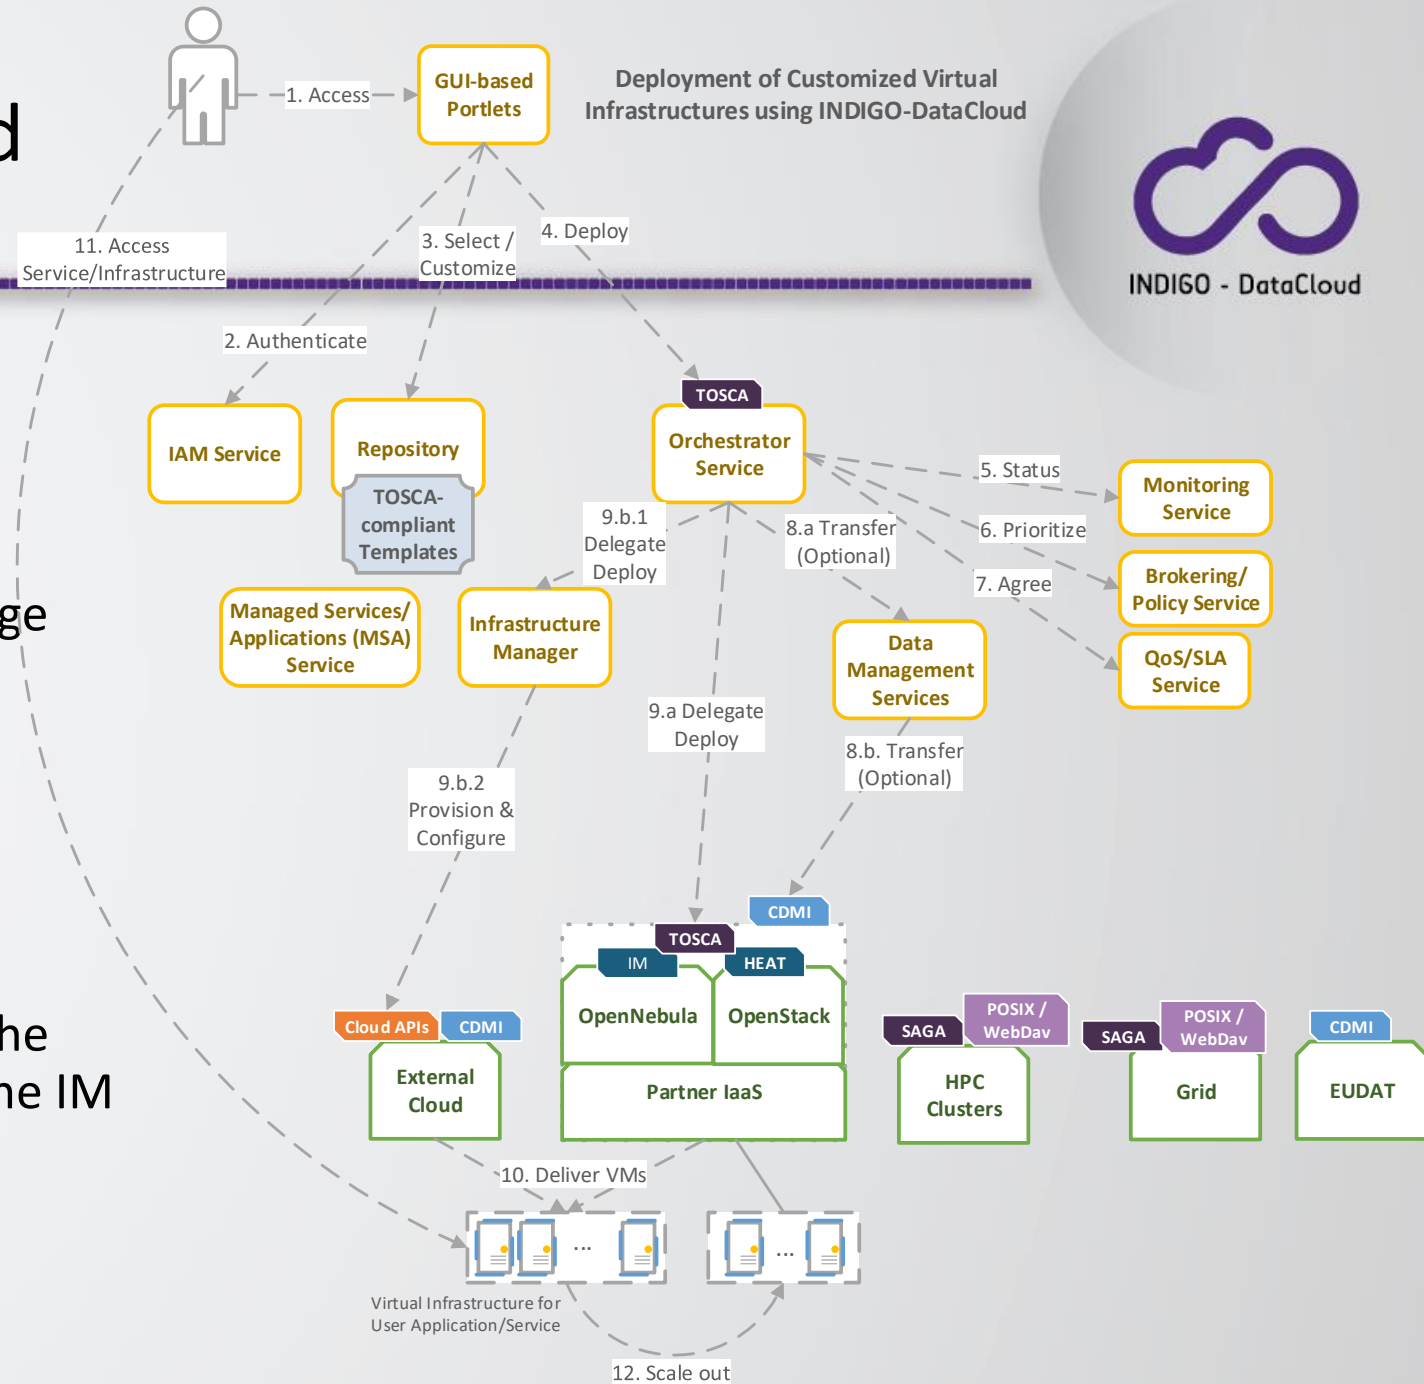 d
ge
he
ne IM
1. Access
GUI-based
Portlets
Deployment of Customized Virtual
Infrastructures using INDIGO-DataCloud
INDIGO - DataCloud
11. Access
Service/Infrastructure
3. Select /
Customize
4. Deploy
2. Authenticate
IAM Service
Repository
TOSCA-
compliant
Templates
TOSCA
Orchestrator
Service
5. Status
Monitoring
Service
6. Prioritize
Brokering/
Policy Service
7. Agree
QoS/SLA
Service
9.b.1
Delegate
Deploy
8.a Transfer
(Optional)
Managed Services/
Applications (MSA)
Service
Infrastructure
Manager
Data
Management
Services
9.a Delegate
Deploy
8.b. Transfer
(Optional)
9.b.2
Provision &
Configure
CDMI
TOSCA
IM
HEAT
OpenNebula
OpenStack
Partner IaaS
Cloud APIs
CDMI
External
Cloud
SAGA
POSIX /
WebDav
HPC
Clusters
SAGA
POSIX /
WebDav
Grid
CDMI
EUDAT
10. Deliver VMs
...
...
Virtual Infrastructure for
User Application/Service
12. Scale out